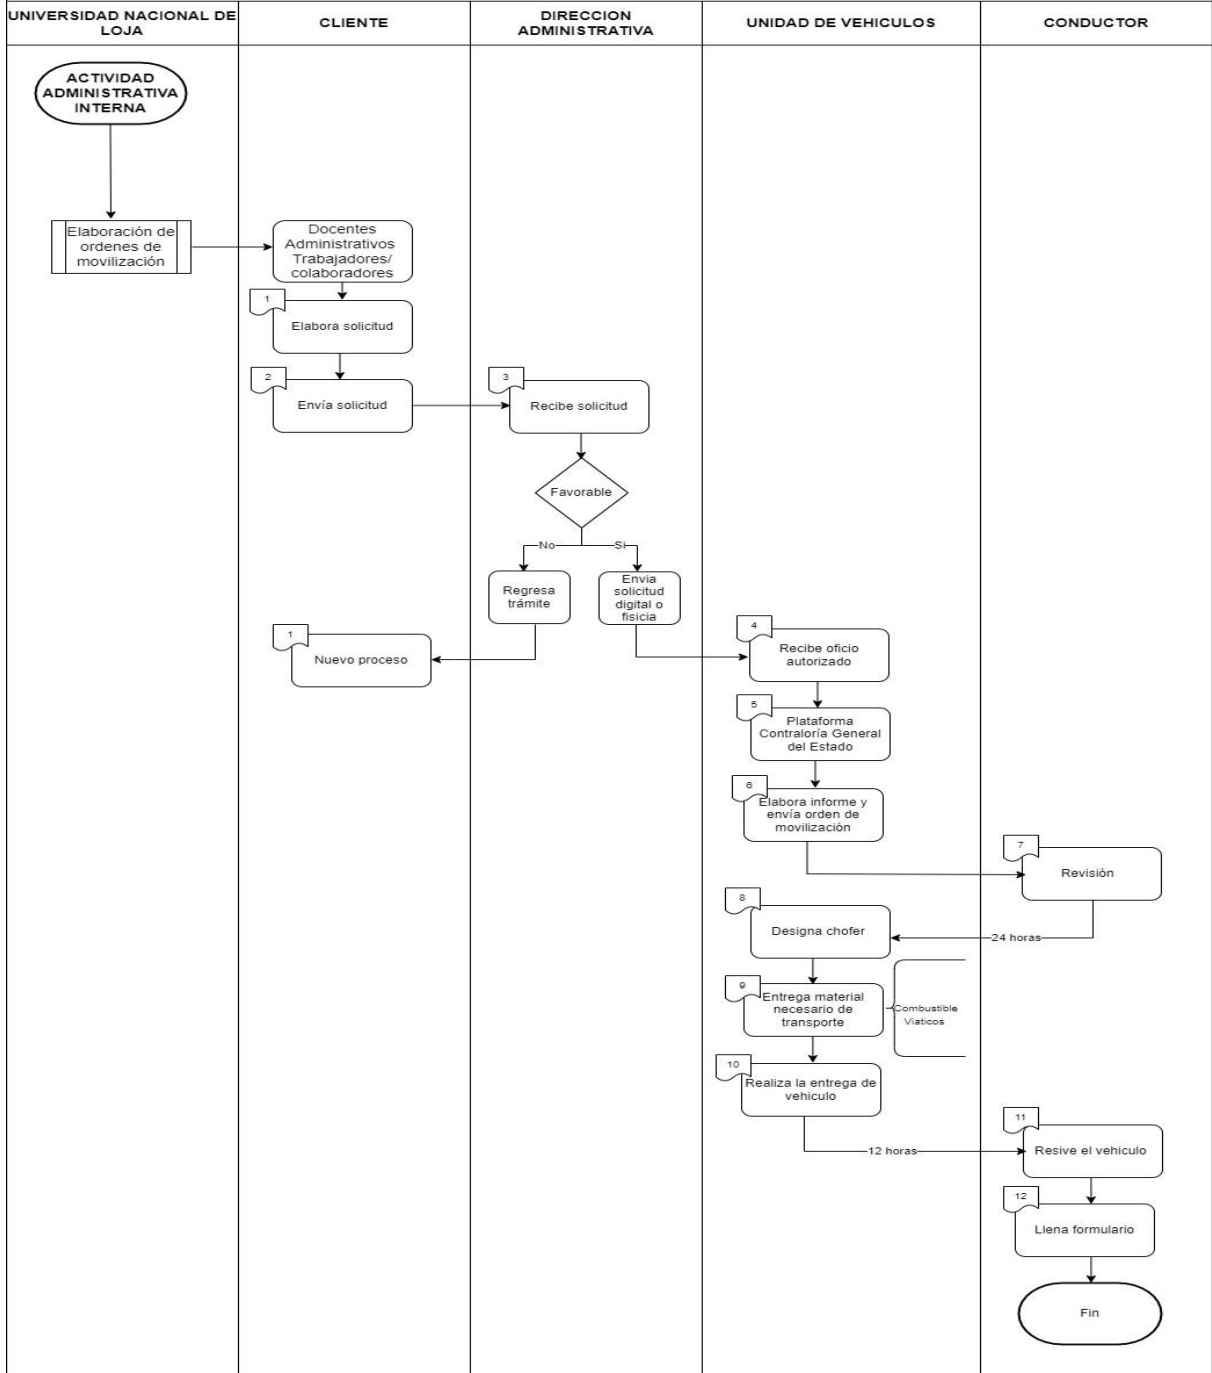 UNIVERSIDAD NACIONAL DE
LOJA
CLIENTE
DIRECCION
ADMINISTRATIVA
UNIDAD DE VEHICULOS
CONDUCTOR
ACTIVIDAD
ADMINISTRATIVA
INTERNA
Elaboración de
ordenes de
movilización
Docentes
Administrativos
Trabajadores/
colaboradores
1
Elabora solicitud
2
Envía solicitud
3
Recibe solicitud
Favorable
No
Si
Regresa
trámite
Envia
solicitud
digital o
fisicia
1
Nuevo proceso
4
Recibe oficio
autorizado
5
Plataforma
Contraloría General
del Estado
6
Elabora informe y
envía orden de
movilización
7
Revisión
24 horas
8
Designa chofer
9
Entrega material
necesario de
transporte
Combustible
Viaticos
10
Realiza la entrega de
vehiculo
12 horas
11
Resive el vehiculo
12
Llena formulario
Fin